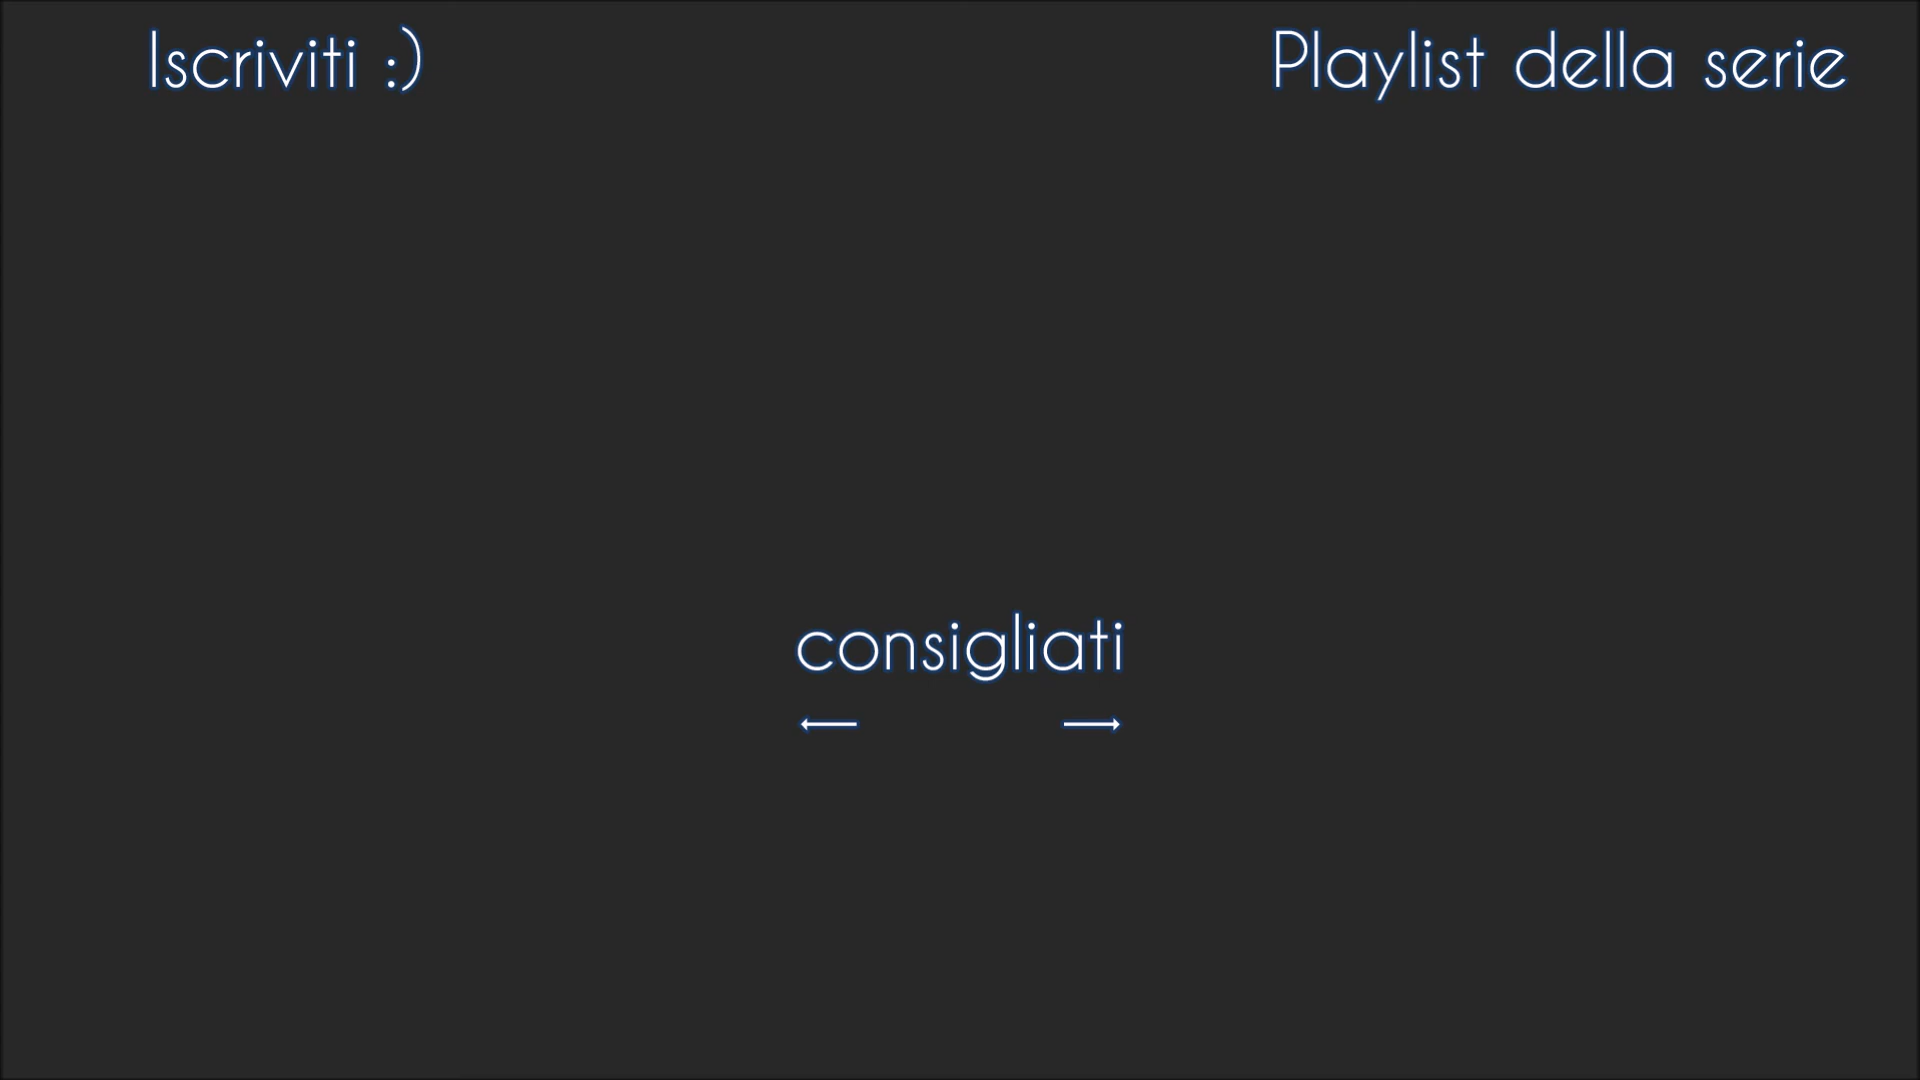 Iscriviti :)
Playlist della serie
consigliati
← →